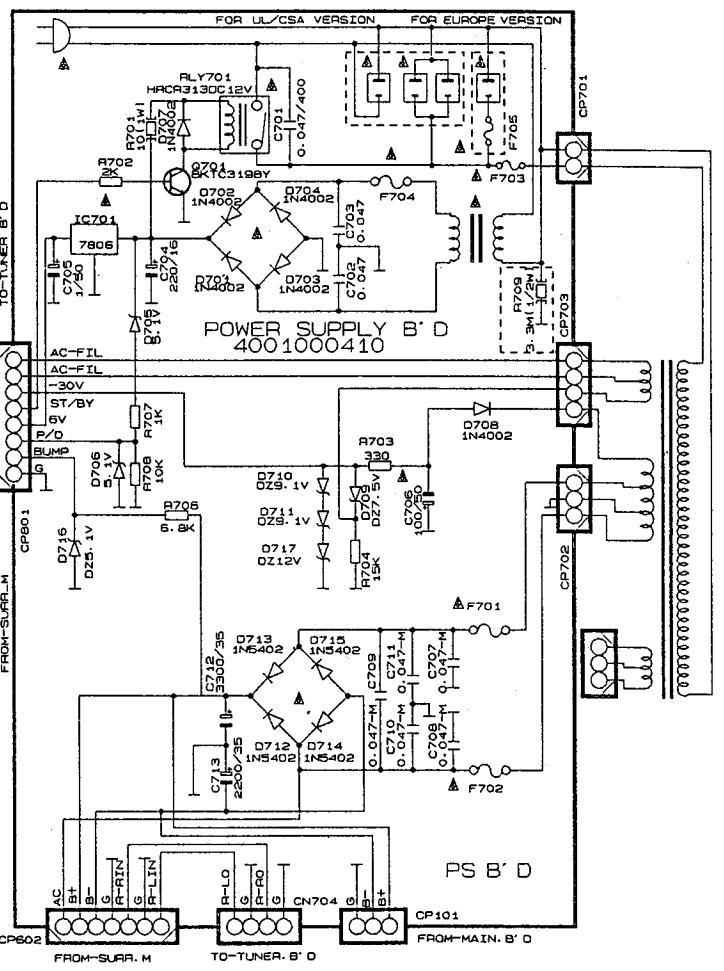 FOR UL/CSA VERSION
FOR EUROPE VERSION
RLY701
HRCR313DC12V
CP701
R701
10(1W)
D707
1N4002
C701
0.047/400
F705
F703
R702
2K
Q701
BKTC3198Y
D702
1N4002
D704
1N4002
F704
IC701
7806
C703
0.047
C702
0.047
C705
1/50
C704
220/16
D701
1N4002
D703
1N4002
TO-TUNER B'D
D705
5.1V
POWER SUPPLY B'D
4001000410
R709
3.3M(1/2W)
CP703
AC-FIL
AC-FIL
-30V
ST/BY
6V
P/O
BUMP
G
R707
1K
D708
1N4002
R703
330
D706
5.1V
R708
10K
D710
DZ9.1V
D709
DZ7.5V
C706
100/50
D711
DZ9.1V
D717
DZ12V
R704
15K
CP801
R706
6.8K
D716
DZ5.1V
CP702
FROM-SURR.M
F701
D713
1N5402
D715
1N5402
C712
3300/35
C709
0.047-M
C711
0.047-M
C707
0.047-M
D712
1N5402
D714
1N5402
C713
2200/35
C710
0.047-M
C708
0.047-M
F702
PS B'D
AC
B+
B-
G
R-RIN
G
R-LIN
R-LO
G
R-RO
G
CN704
G
B-
B+
CP101
CP602
FROM-SURR.M
TO-TUNER.B'D
FROM-MAIN.B'D